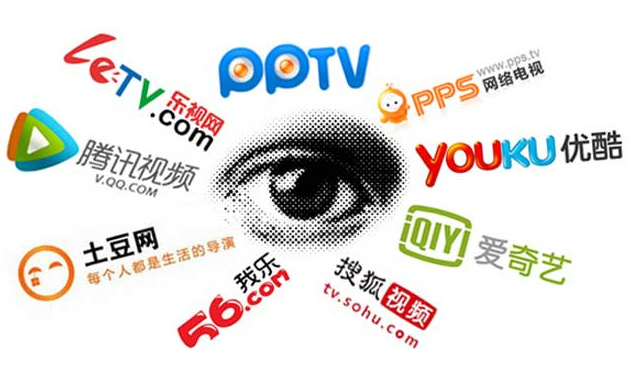 LeTV 乐视网
.com
PPTV
www.pps.tv
PPS 网络电视
腾讯视频
V.QQ.COM
YOUKU 优酷
土豆网
每个人都是生活的导演
iQIYI 爱奇艺
我乐
56.com
搜狐视频
tv.sohu.com